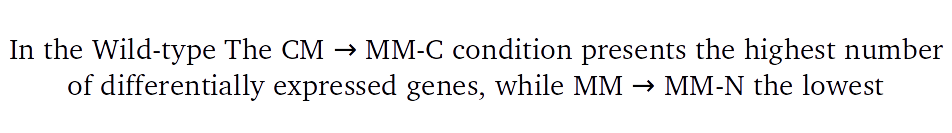 In the Wild-type The CM → MM-C condition presents the highest number
of differentially expressed genes, while MM → MM-N the lowest